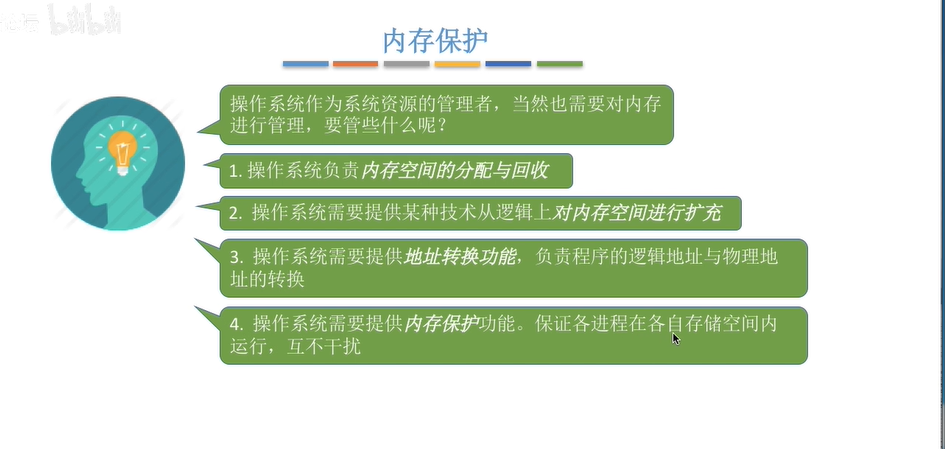 bilibili
内存保护
操作系统作为系统资源的管理者，当然也需要对内存
进行管理，要管些什么呢？
1. 操作系统负责内存空间的分配与回收
2. 操作系统需要提供某种技术从逻辑上对内存空间进行扩充
3. 操作系统需要提供地址转换功能，负责程序的逻辑地址与物理地
址的转换
4. 操作系统需要提供内存保护功能。保证各进程在各自存储空间内
运行，互不干扰